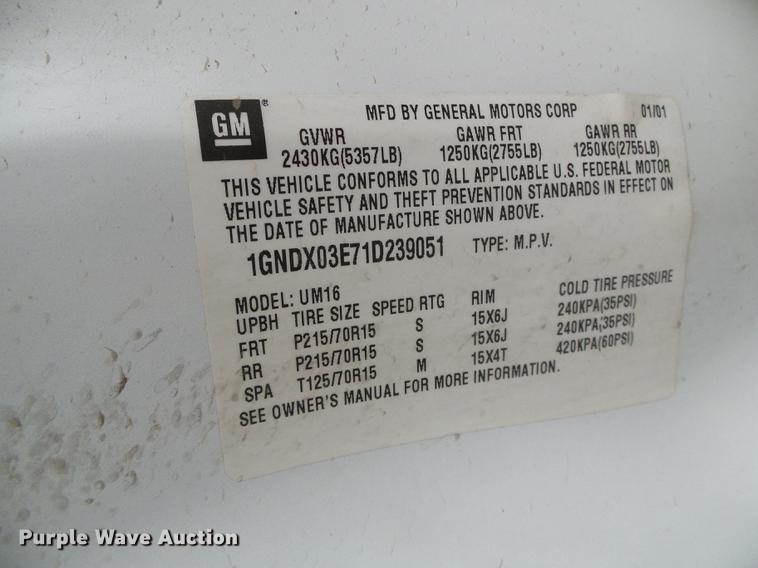 GM® MFD BY GENERAL MOTORS CORP 01/01
GVWR GAWR FRT GAWR RR
2430KG(5357LB) 1250KG(2755LB) 1250KG(2755LB)
THIS VEHICLE CONFORMS TO ALL APPLICABLE U.S. FEDERAL MOTOR
VEHICLE SAFETY AND THEFT PREVENTION STANDARDS IN EFFECT ON
THE DATE OF MANUFACTURE SHOWN ABOVE.
1GNDX03E71D239051 TYPE: M.P.V.
MODEL: UM16
UPBH TIRE SIZE SPEED RTG RIM COLD TIRE PRESSURE
FRT P215/70R15 S 15X6J 240KPA(35PSI)
RR P215/70R15 S 15X6J 240KPA(35PSI)
SPA T125/70R15 M 15X4T 420KPA(60PSI)
SEE OWNER'S MANUAL FOR MORE INFORMATION.
Purple Wave Auction